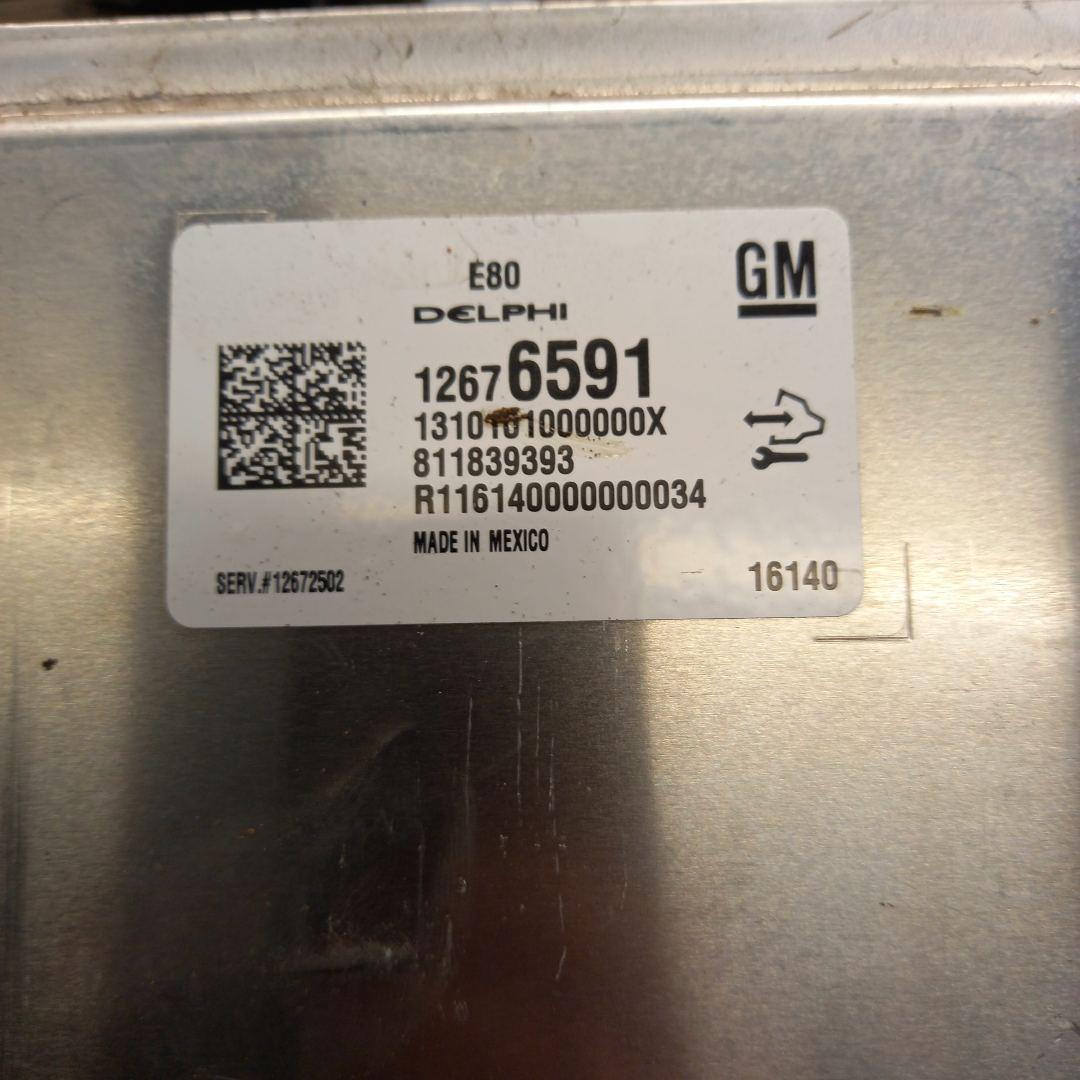 E80
GM
DELPHI
12676591
1310101000000X
811839393
R116140000000034
MADE IN MEXICO
SERV.#12672502
16140